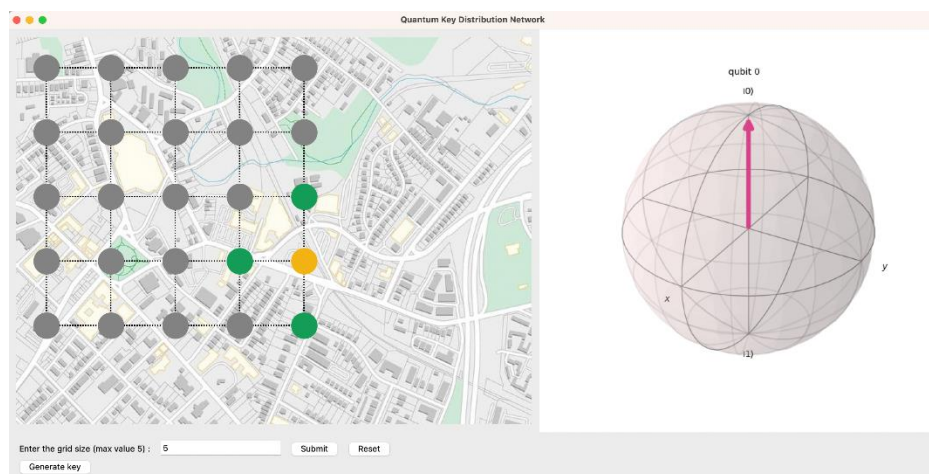 Quantum Key Distribution Network
qubit 0
|0⟩
x
y
|1⟩
Enter the grid size (max value 5) : 5 Submit Reset
Generate key